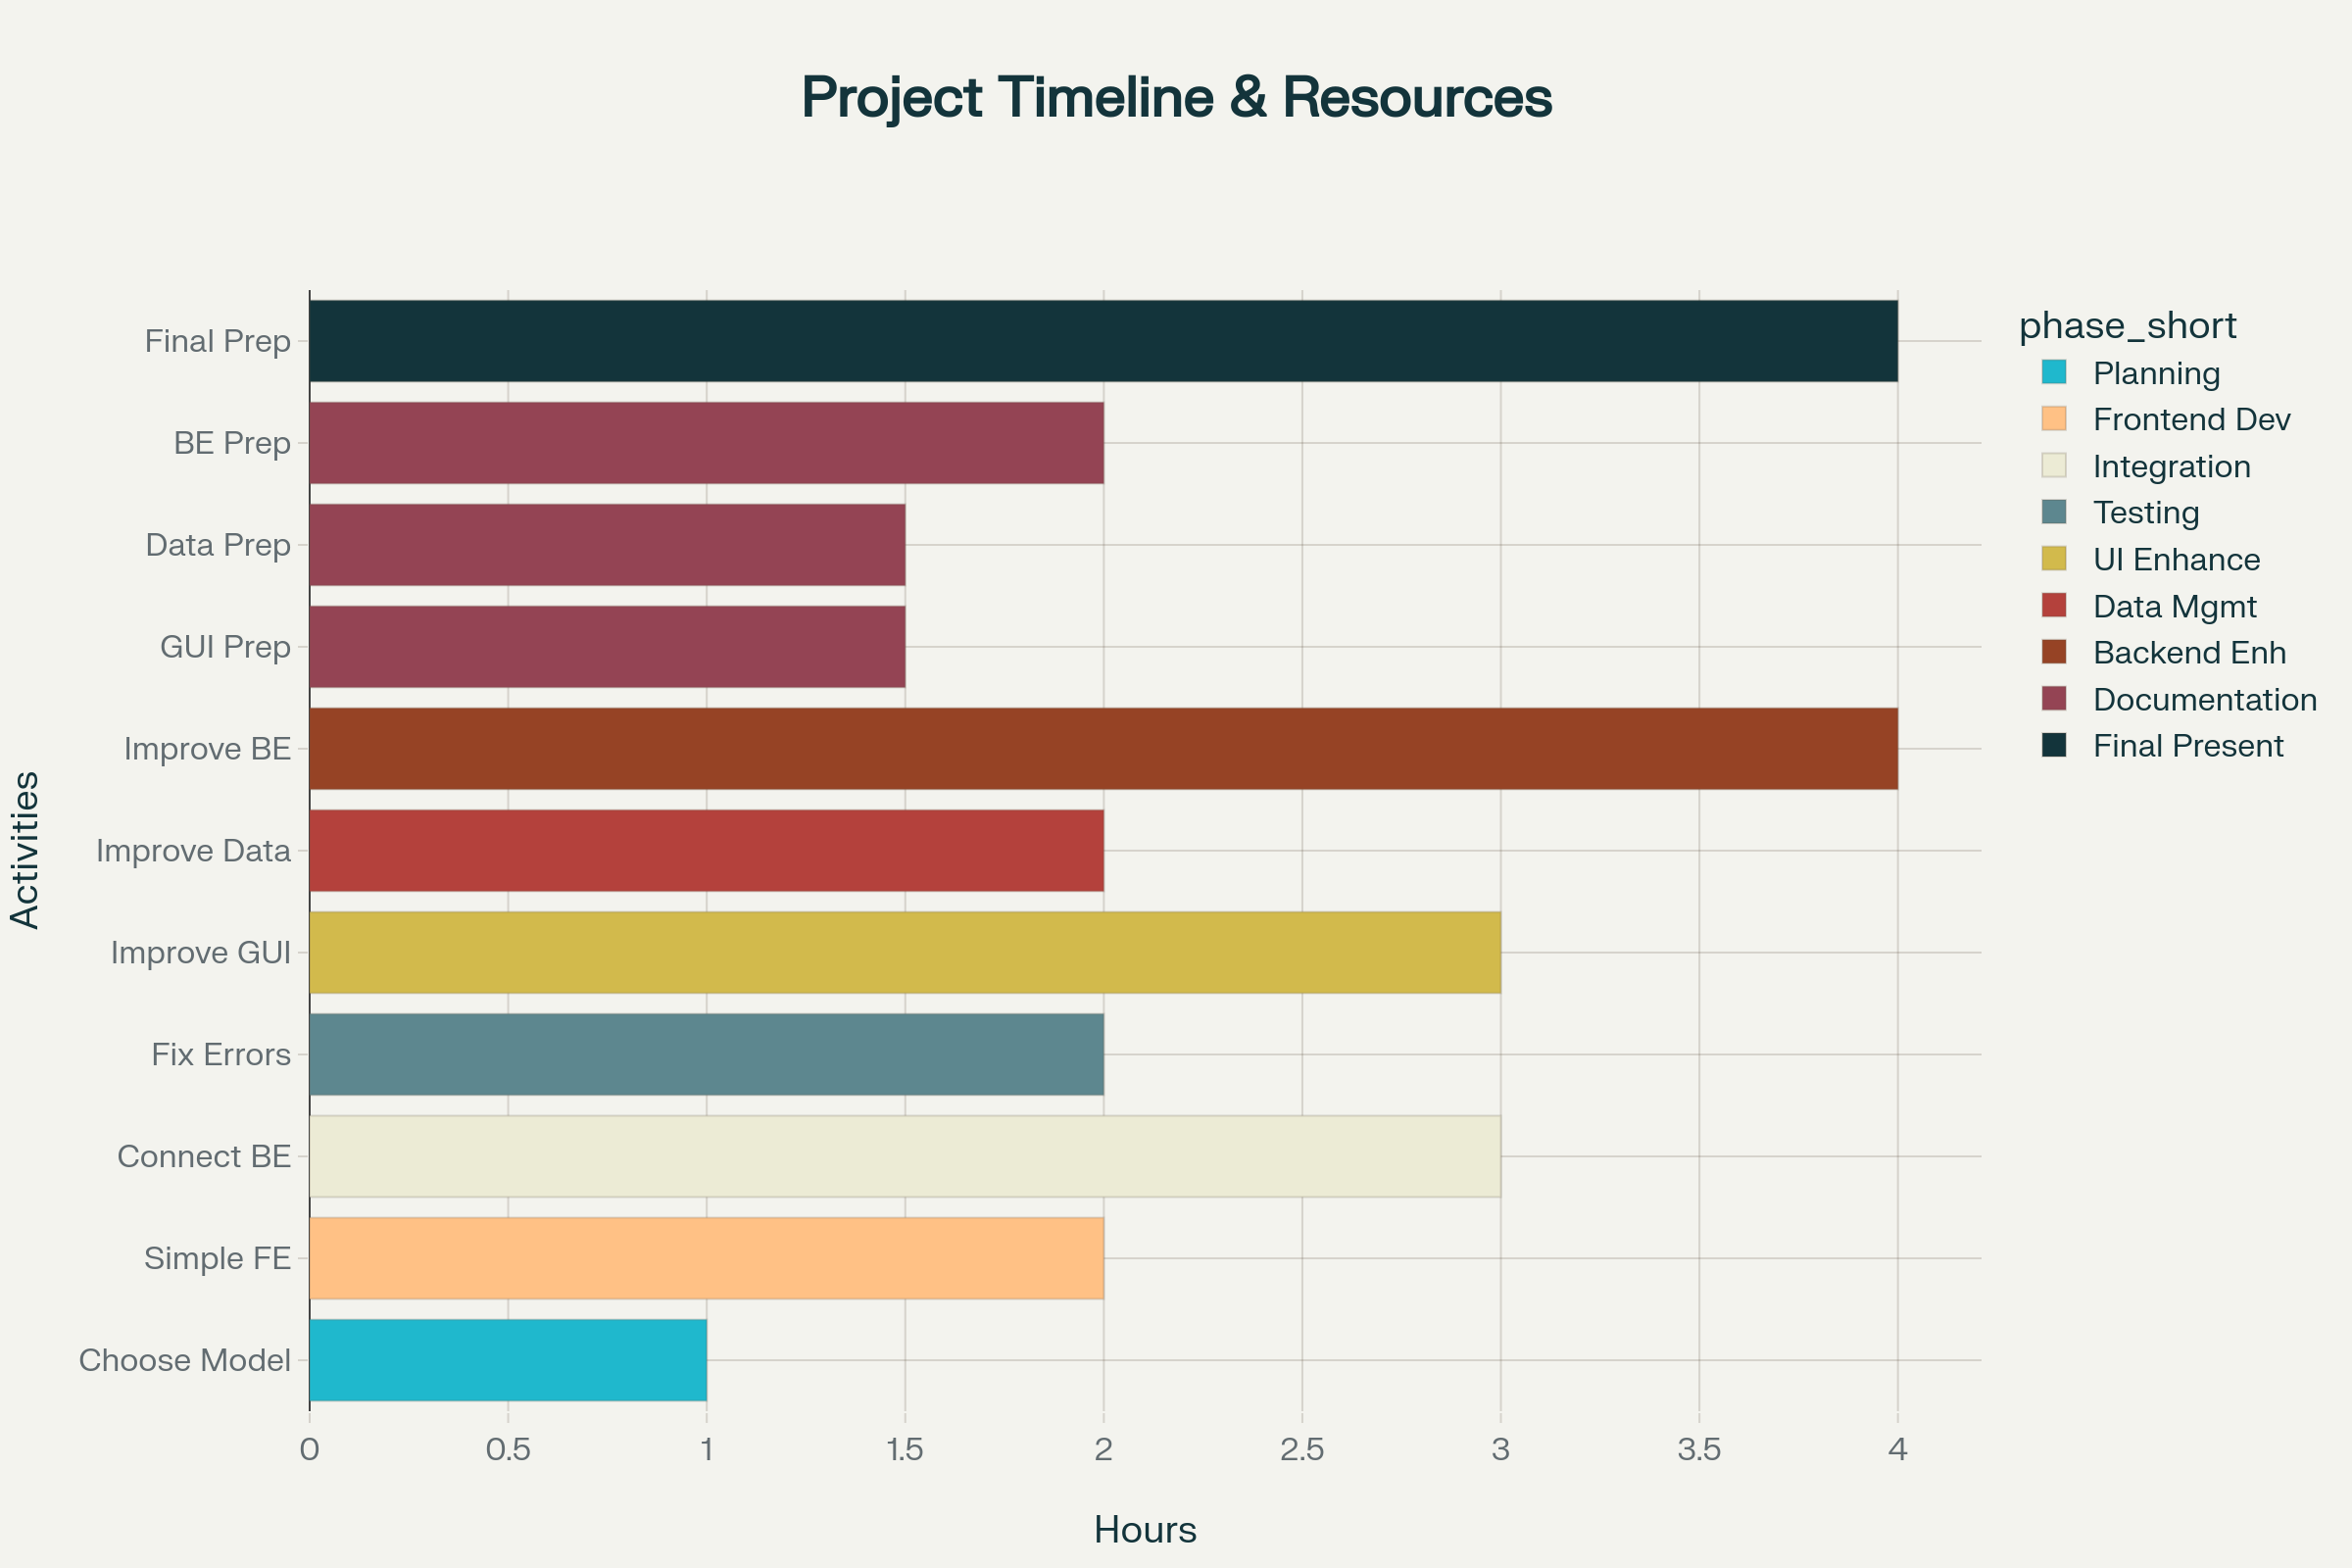 Project Timeline & Resources
Final Prep
BE Prep
Data Prep
GUI Prep
Improve BE
Improve Data
Improve GUI
Fix Errors
Connect BE
Simple FE
Choose Model
Activities
0 0.5 1 1.5 2 2.5 3 3.5 4
Hours
phase_short
Planning
Frontend Dev
Integration
Testing
UI Enhance
Data Mgmt
Backend Enh
Documentation
Final Present